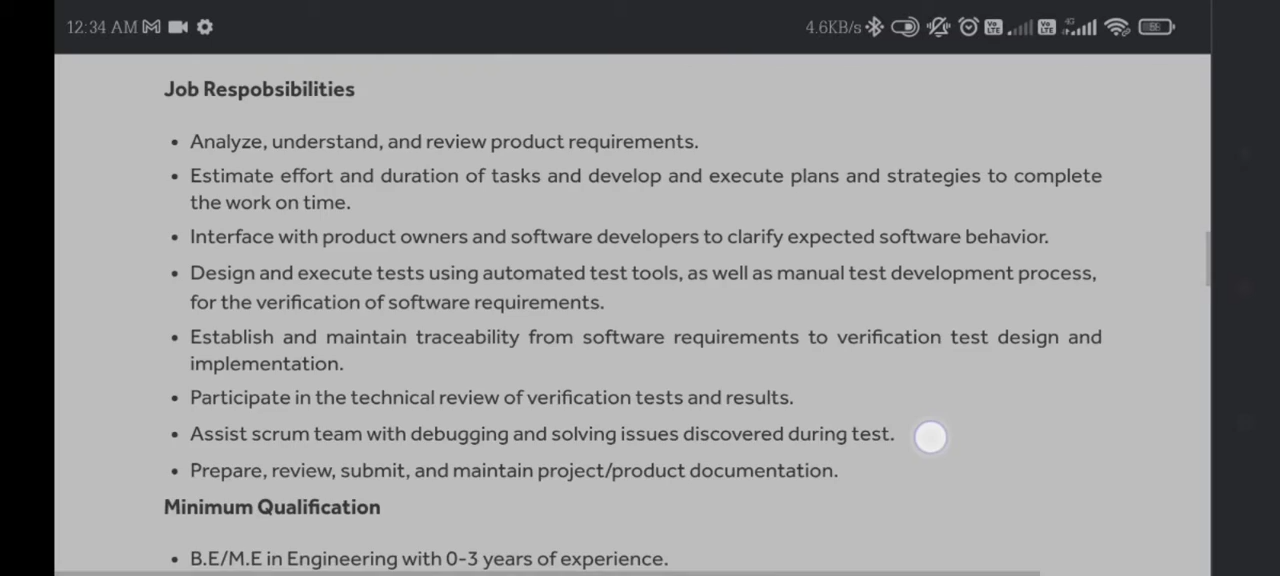 12:34 AM
4.6KB/s
Job Respobsibilities
• Analyze, understand, and review product requirements.
• Estimate effort and duration of tasks and develop and execute plans and strategies to complete
the work on time.
• Interface with product owners and software developers to clarify expected software behavior.
• Design and execute tests using automated test tools, as well as manual test development process,
for the verification of software requirements.
• Establish and maintain traceability from software requirements to verification test design and
implementation.
• Participate in the technical review of verification tests and results.
• Assist scrum team with debugging and solving issues discovered during test.
• Prepare, review, submit, and maintain project/product documentation.
Minimum Qualification
• B.E/M.E in Engineering with 0-3 years of experience.